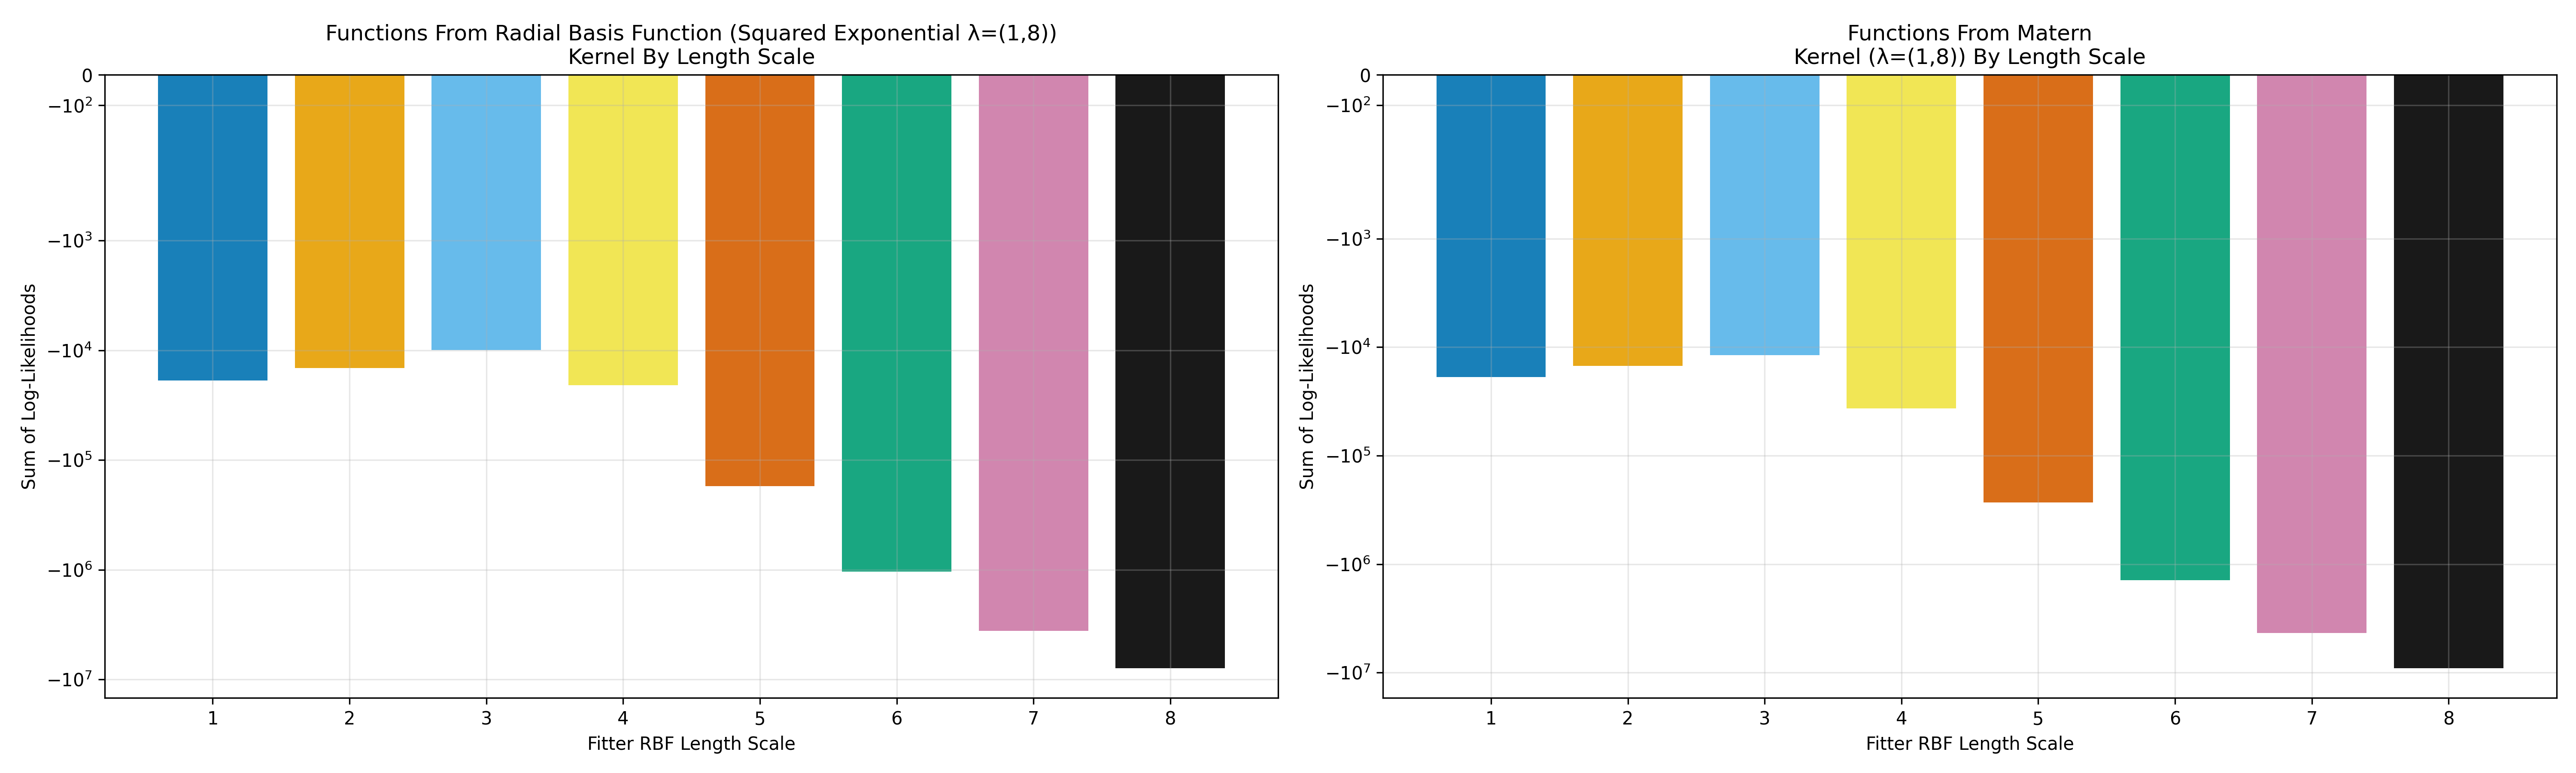 Functions From Radial Basis Function (Squared Exponential λ=(1,8))
Kernel By Length Scale
0
−10²
−10³
−10⁴
−10⁵
−10⁶
−10⁷
Sum of Log-Likelihoods
1 2 3 4 5 6 7 8
Fitter RBF Length Scale
Functions From Matern
Kernel (λ=(1,8)) By Length Scale
0
−10²
−10³
−10⁴
−10⁵
−10⁶
−10⁷
Sum of Log-Likelihoods
1 2 3 4 5 6 7 8
Fitter RBF Length Scale